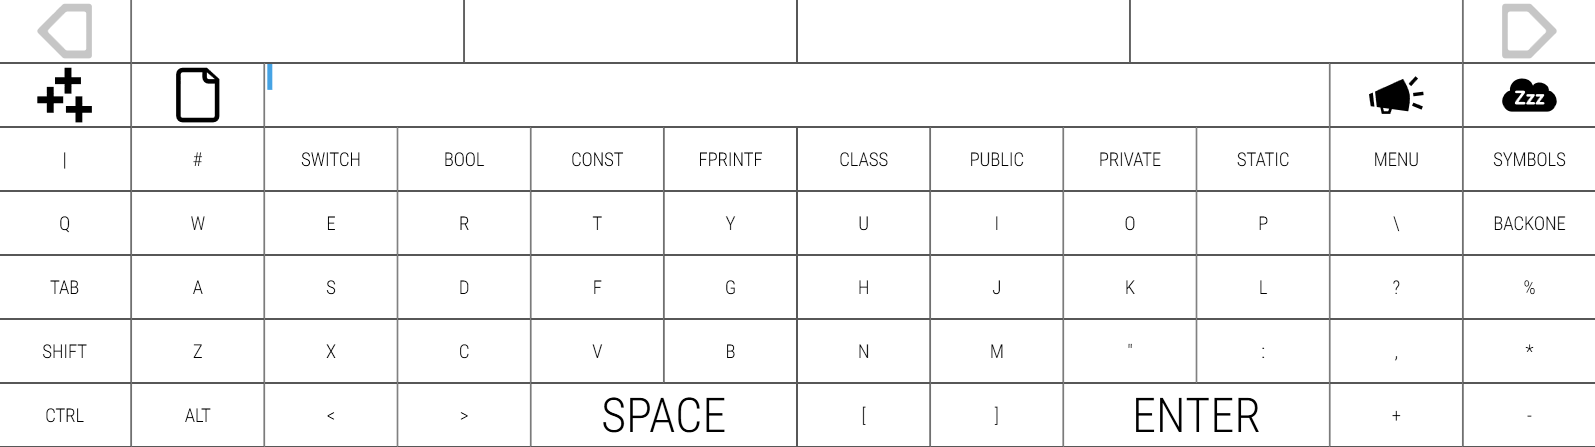 Zzz
| # SWITCH BOOL CONST FPRINTF CLASS PUBLIC PRIVATE STATIC MENU SYMBOLS
Q W E R T Y U I O P \ BACKONE
TAB A S D F G H J K L ? %
SHIFT Z X C V B N M " : , *
CTRL ALT < > SPACE [ ] ENTER + -